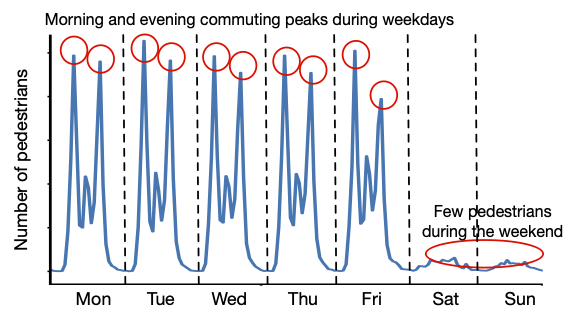 Morning and evening commuting peaks during weekdays
Number of pedestrians
Few pedestrians
during the weekend
Mon Tue Wed Thu Fri Sat Sun